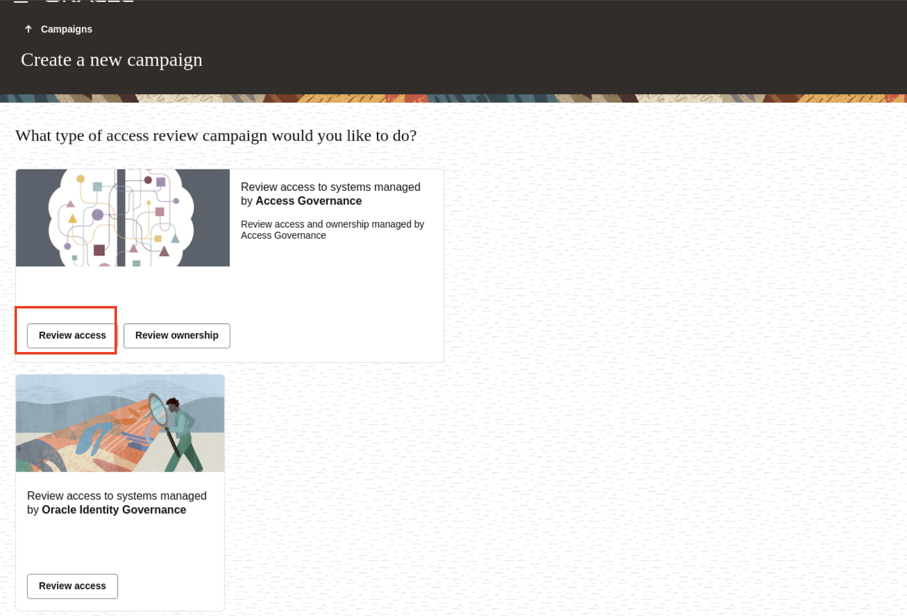 Campaigns
Create a new campaign
What type of access review campaign would you like to do?
Review access to systems managed
by Access Governance
Review access and ownership managed by
Access Governance
Review access
Review ownership
Review access to systems managed
by Oracle Identity Governance
Review access